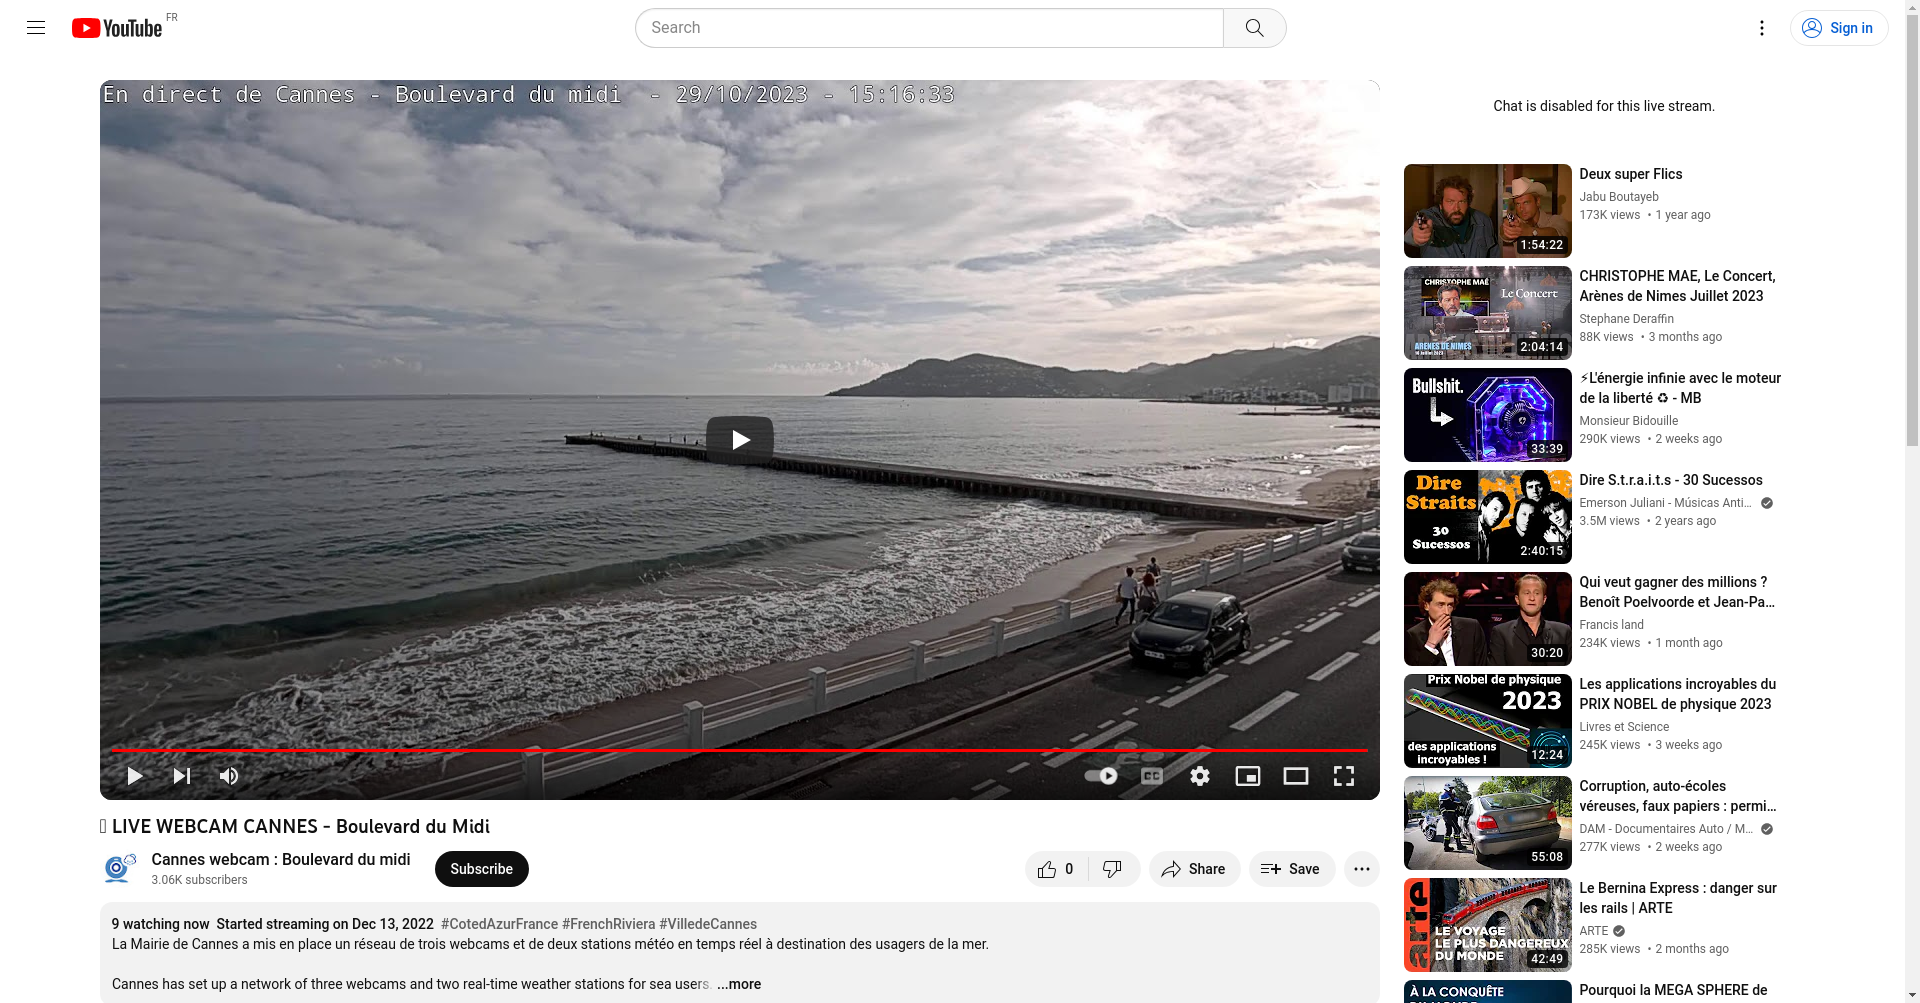 YouTube FR
Search
Sign in
En direct de Cannes - Boulevard du midi - 29/10/2023 - 15:16:33
CC
LIVE WEBCAM CANNES - Boulevard du Midi
Cannes webcam : Boulevard du midi
3.06K subscribers
Subscribe
0
Share
Save
9 watching now Started streaming on Dec 13, 2022 #CotedAzurFrance #FrenchRiviera #VilledeCannes
La Mairie de Cannes a mis en place un réseau de trois webcams et de deux stations météo en temps réel à destination des usagers de la mer.
Cannes has set up a network of three webcams and two real-time weather stations for sea users. ...more
Chat is disabled for this live stream.
1:54:22
Deux super Flics
Jabu Boutayeb
173K views • 1 year ago
CHRISTOPHE MAÉ
Le Concert
ARENES DE NIMES
2:04:14
CHRISTOPHE MAE, Le Concert,
Arènes de Nimes Juillet 2023
Stephane Deraffin
88K views • 3 months ago
Bullshit.
33:39
⚡L'énergie infinie avec le moteur
de la liberté ♻ - MB
Monsieur Bidouille
290K views • 2 weeks ago
Dire
Straits
30
Sucessos
2:40:15
Dire S.t.r.a.i.t.s - 30 Sucessos
Emerson Juliani - Músicas Anti...
3.5M views • 2 years ago
30:20
Qui veut gagner des millions ?
Benoît Poelvoorde et Jean-Pa...
Francis land
234K views • 1 month ago
Prix Nobel de physique
2023
des applications
incroyables !
12:24
Les applications incroyables du
PRIX NOBEL de physique 2023
Livres et Science
245K views • 3 weeks ago
55:08
Corruption, auto-écoles
véreuses, faux papiers : permi...
DAM - Documentaires Auto / M...
277K views • 2 weeks ago
arte
LE VOYAGE
LE PLUS DANGEREUX
DU MONDE
42:49
Le Bernina Express : danger sur
les rails | ARTE
ARTE
285K views • 2 months ago
À LA CONQUÊTE
Pourquoi la MEGA SPHERE de